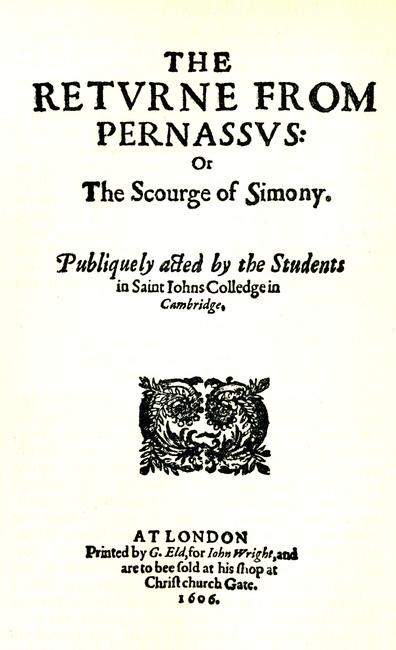 THE
RETVRNE FROM
PERNASSVS:
Or
The Scourge of Simony.
Publiquely acted by the Students
in Saint Iohns Colledge in
Cambridge.
AT LONDON
Printed by G. Eld, for Iohn Wright, and
are to bee ſold at his ſhop at
Chriſt church Gate.
1606.